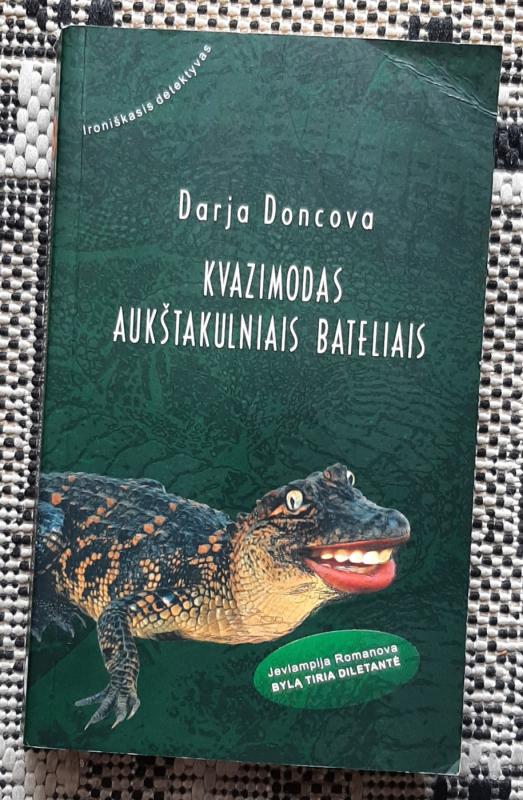 Ironiškasis detektyvas
Darja Doncova
KVAZIMODAS
AUKŠTAKULNIAIS BATELIAIS
Jevlampija Romanova
BYLĄ TIRIA DILETANTĖ